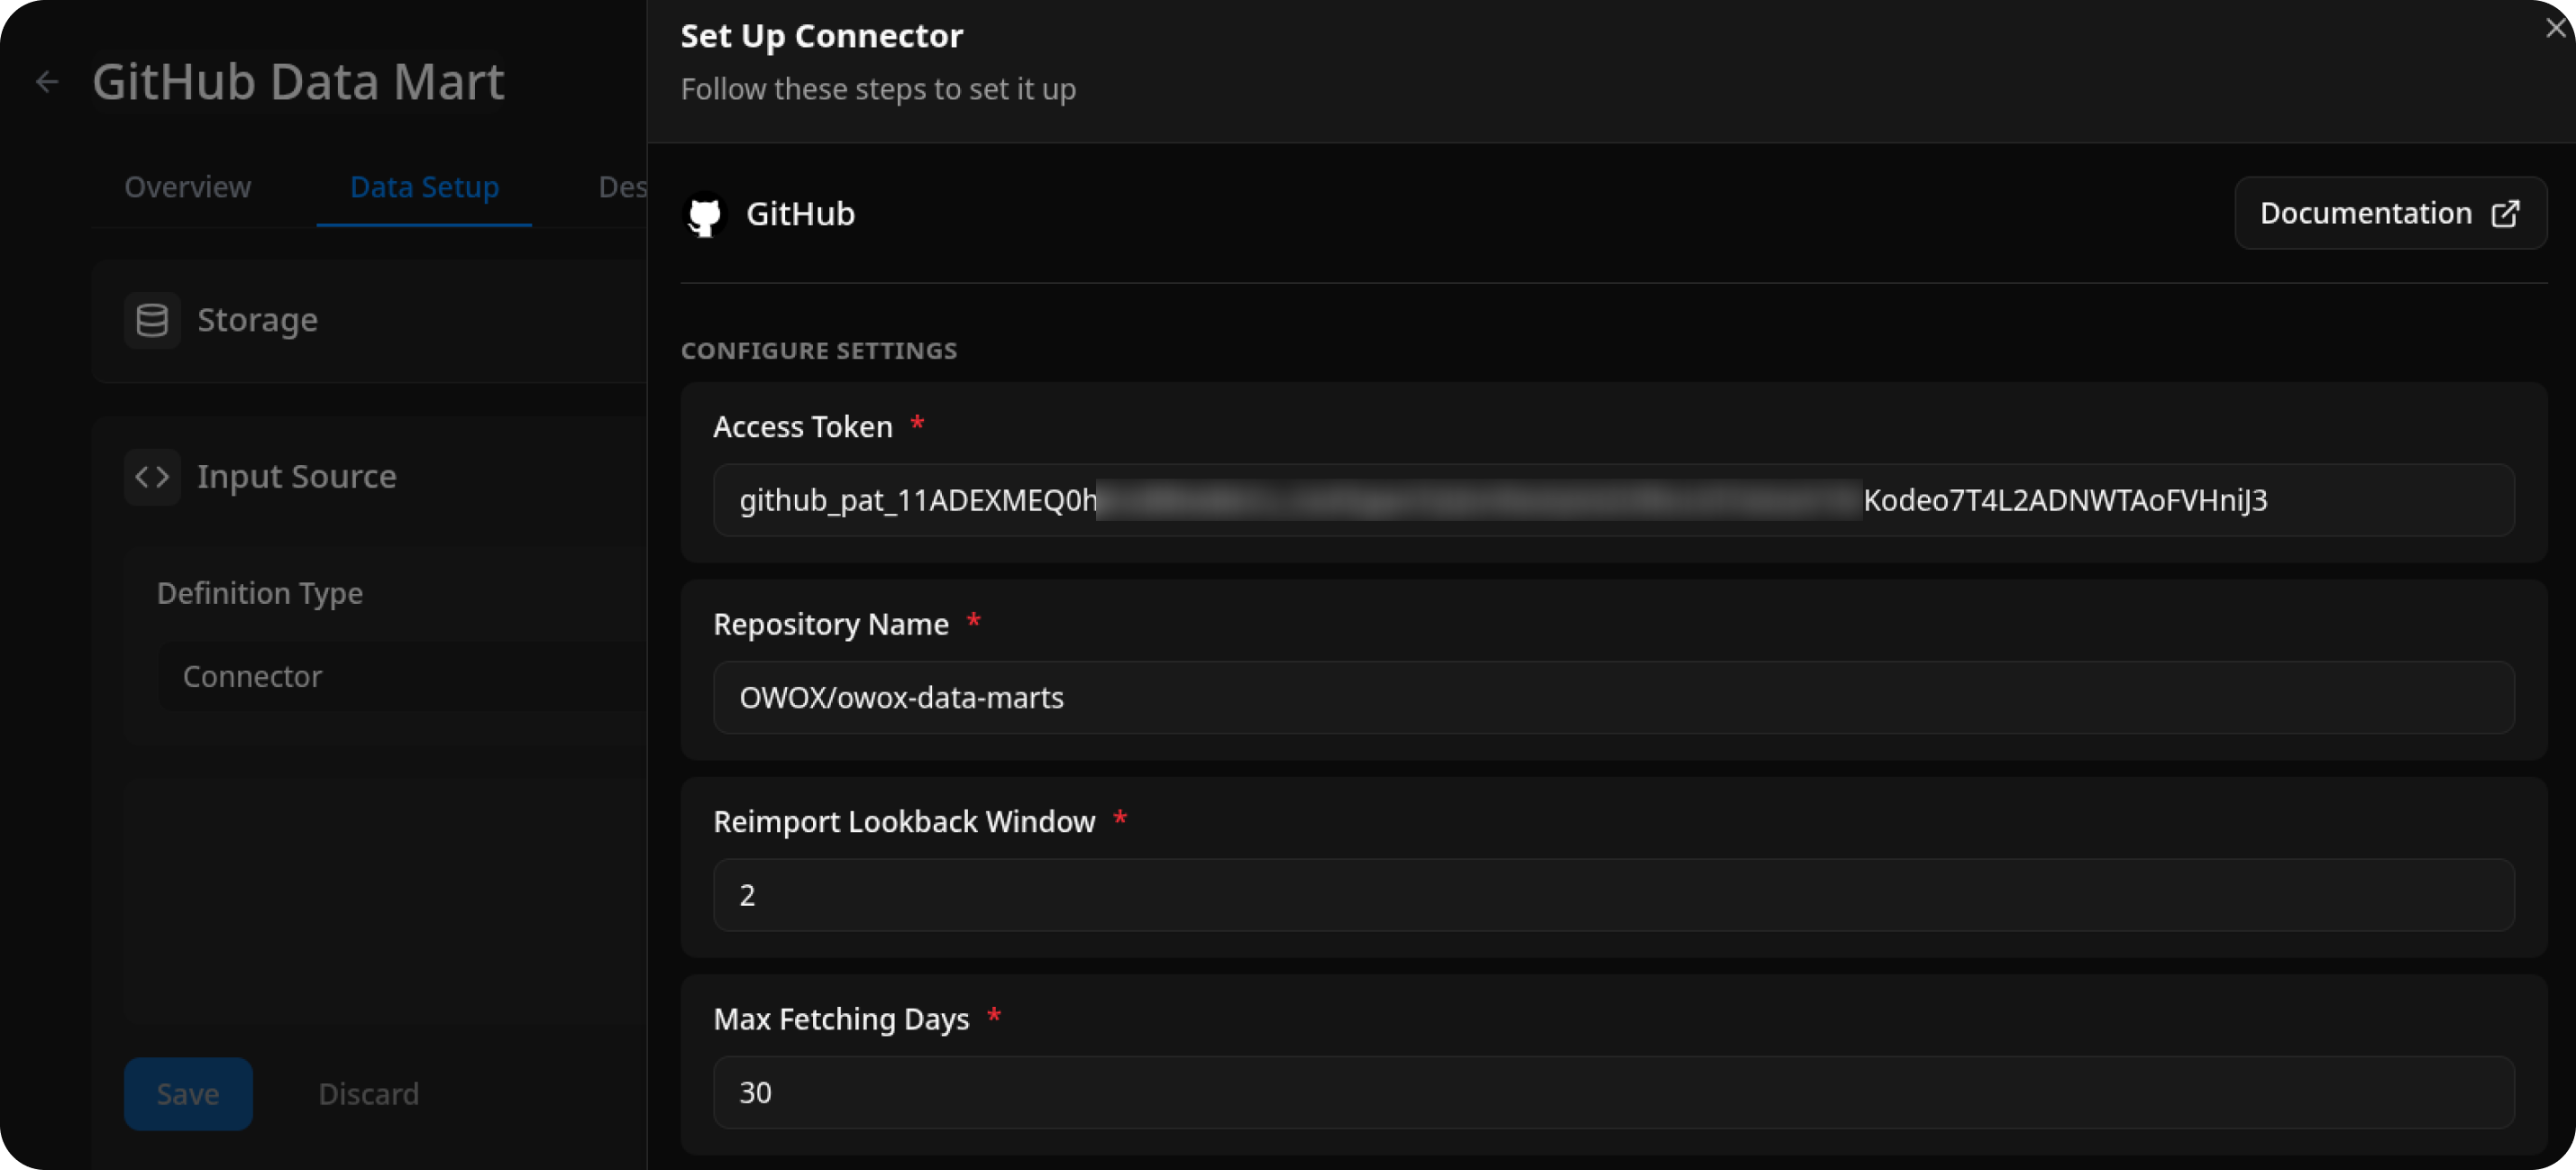 GitHub Data Mart
Overview
Data Setup
Des
Storage
Input Source
Definition Type
Connector
Save
Discard
Set Up Connector
Follow these steps to set it up
GitHub
Documentation
CONFIGURE SETTINGS
Access Token *
github_pat_11ADEXMEQ0h Kodeo7T4L2ADNWTAoFVHniJ3
Repository Name *
OWOX/owox-data-marts
Reimport Lookback Window *
2
Max Fetching Days *
30